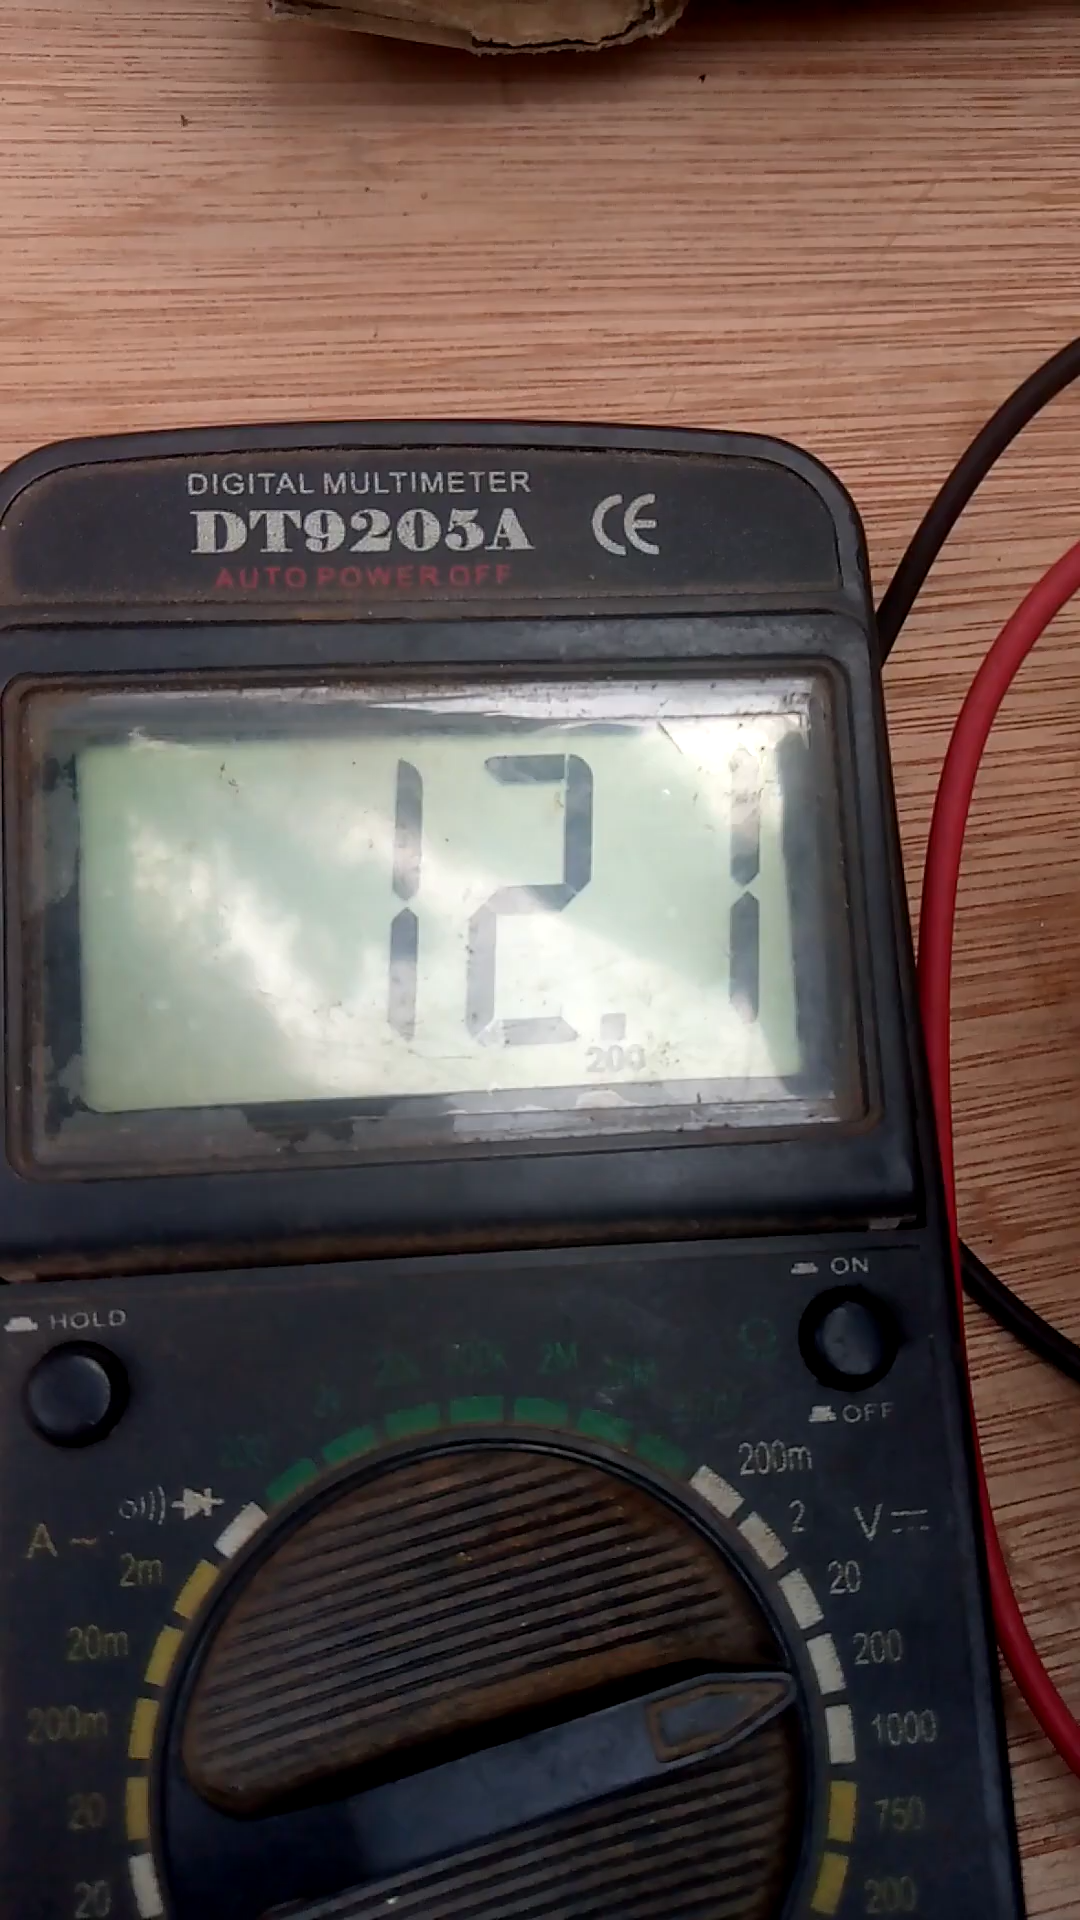 DIGITAL MULTIMETER
DT9205A CE
AUTO POWER OFF
12.1
200
ON
HOLD
OFF
2M
200m
A~
V
2
2m
20
20m
200
200m
1000
20
750
20
200